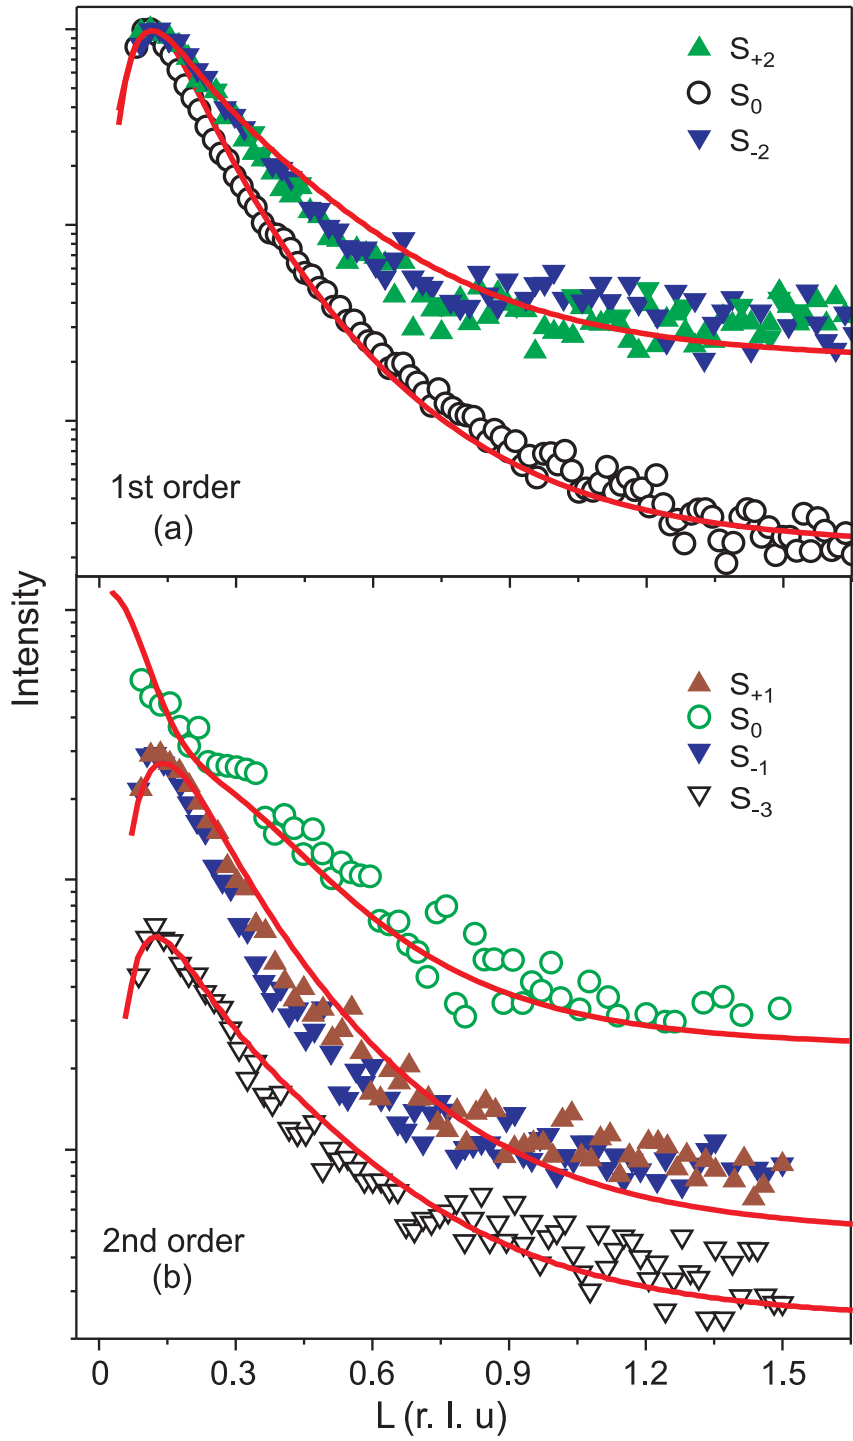 S+2
S0
S-2
1st order
(a)
Intensity
S+1
S0
S-1
S-3
2nd order
(b)
0 0.3 0.6 0.9 1.2 1.5
L (r. l. u)